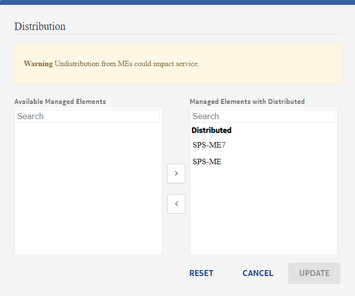 Distribution
Warning Undistribution from MEs could impact service.
Available Managed Elements
Search
Managed Elements with Distributed
Search
Distributed
SPS-ME7
SPS-ME
>
<
RESET CANCEL UPDATE